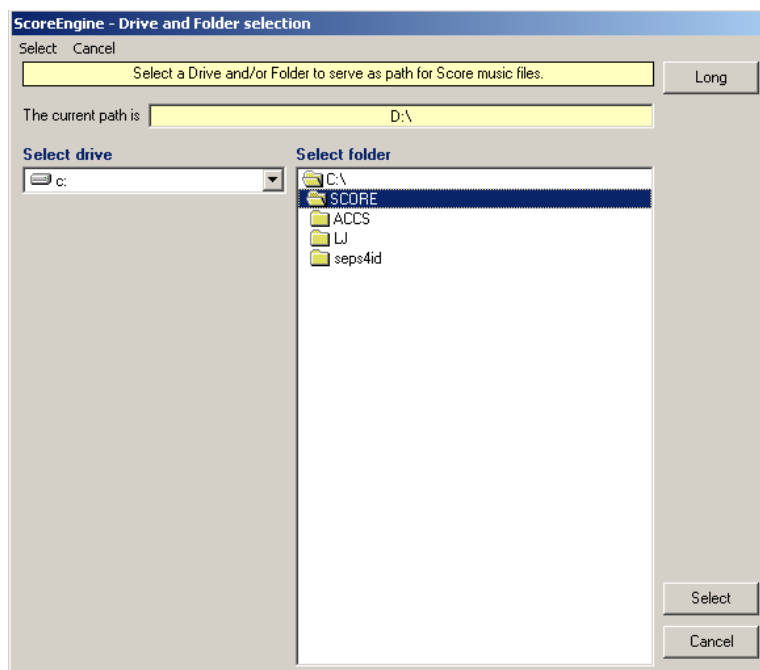 ScoreEngine - Drive and Folder selection
Select Cancel
Select a Drive and/or Folder to serve as path for Score music files.
Long
The current path is D:\
Select drive
Select folder
c:
C:\
SCORE
ACCS
LJ
seps4id
Select
Cancel